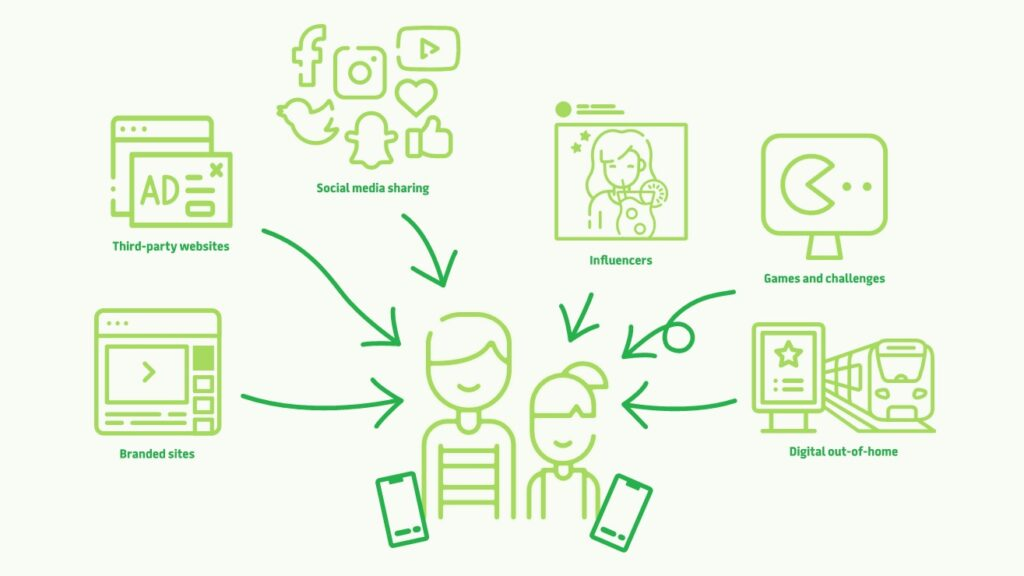 Social media sharing
AD
Third-party websites
Influencers
Games and challenges
Branded sites
Digital out-of-home